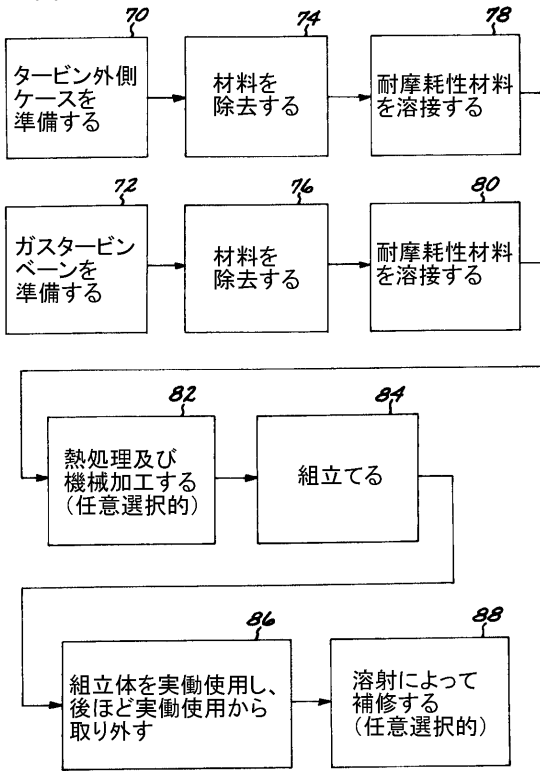 70
タービン外側
ケースを
準備する
74
材料を
除去する
78
耐摩耗性材料
を溶接する
72
ガスタービン
ベーンを
準備する
76
材料を
除去する
80
耐摩耗性材料
を溶接する
82
熱処理及び
機械加工する
(任意選択的)
84
組立てる
86
組立体を実働使用し、
後ほど実働使用から
取り外す
88
溶射によって
補修する
(任意選択的)